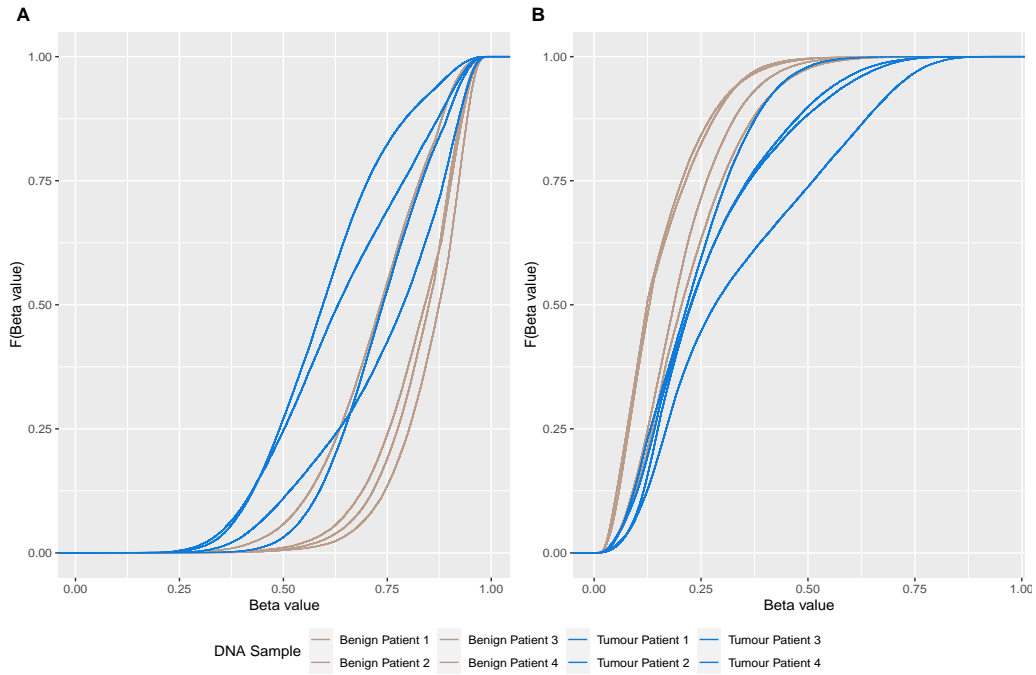 A
B
1.00
0.75
0.50
0.25
0.00
F(Beta value)
0.00 0.25 0.50 0.75 1.00
Beta value
1.00
0.75
0.50
0.25
0.00
F(Beta value)
0.00 0.25 0.50 0.75 1.00
Beta value
DNA Sample
Benign Patient 1 Benign Patient 3 Tumour Patient 1 Tumour Patient 3
Benign Patient 2 Benign Patient 4 Tumour Patient 2 Tumour Patient 4